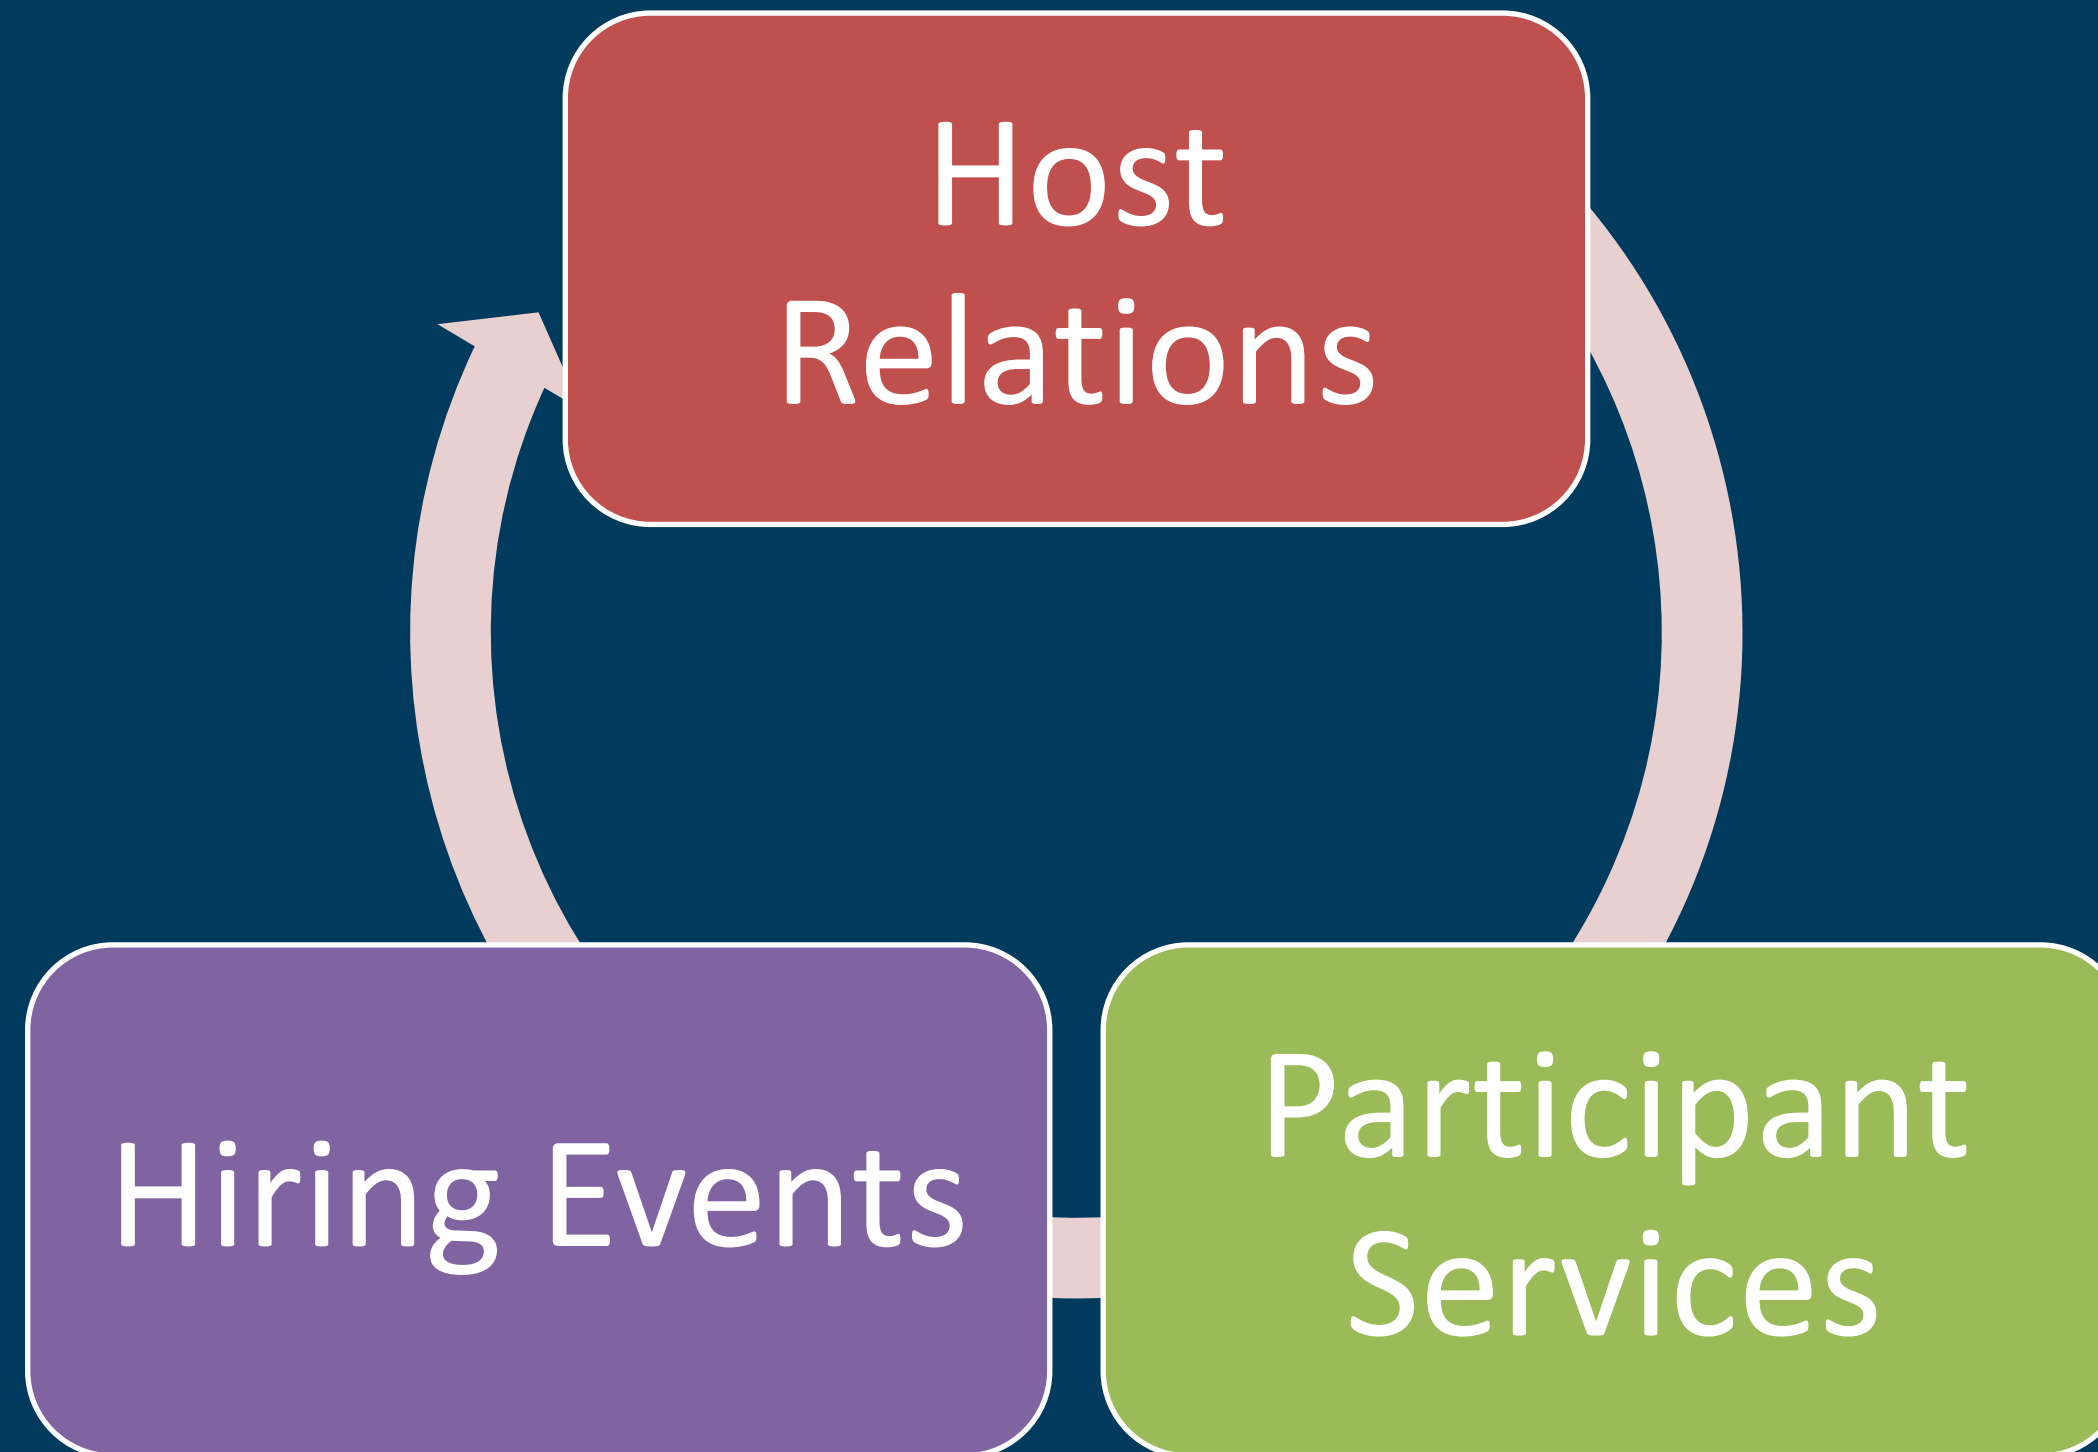 Host
Relations
Hiring Events
Participant
Services